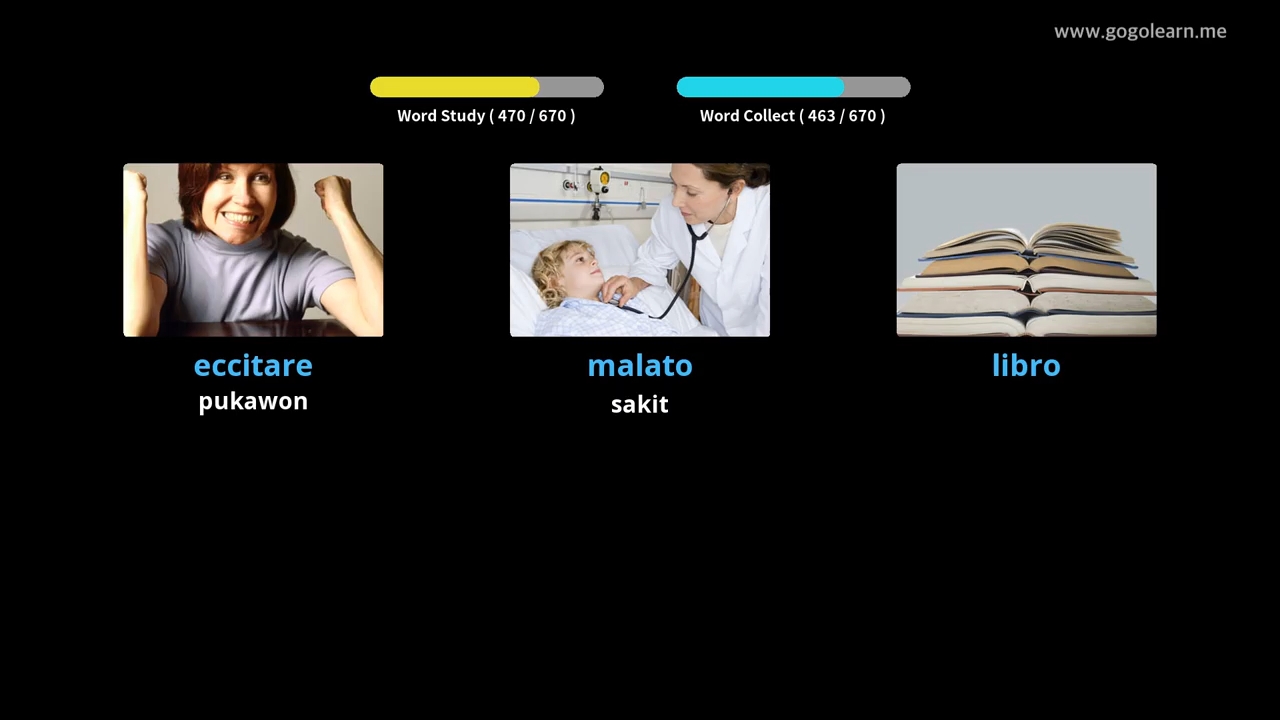 www.gogolearn.me
Word Study ( 470 / 670 )
Word Collect ( 463 / 670 )
eccitare
malato
libro
pukawon
sakit